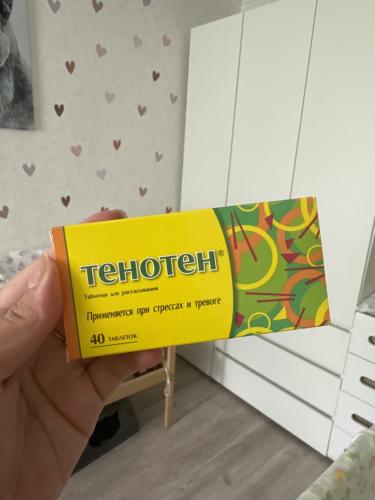 ТЕНОТЕН®
Таблетки для рассасывания
Применяется при стрессах и тревоге
40 ТАБЛЕТОК